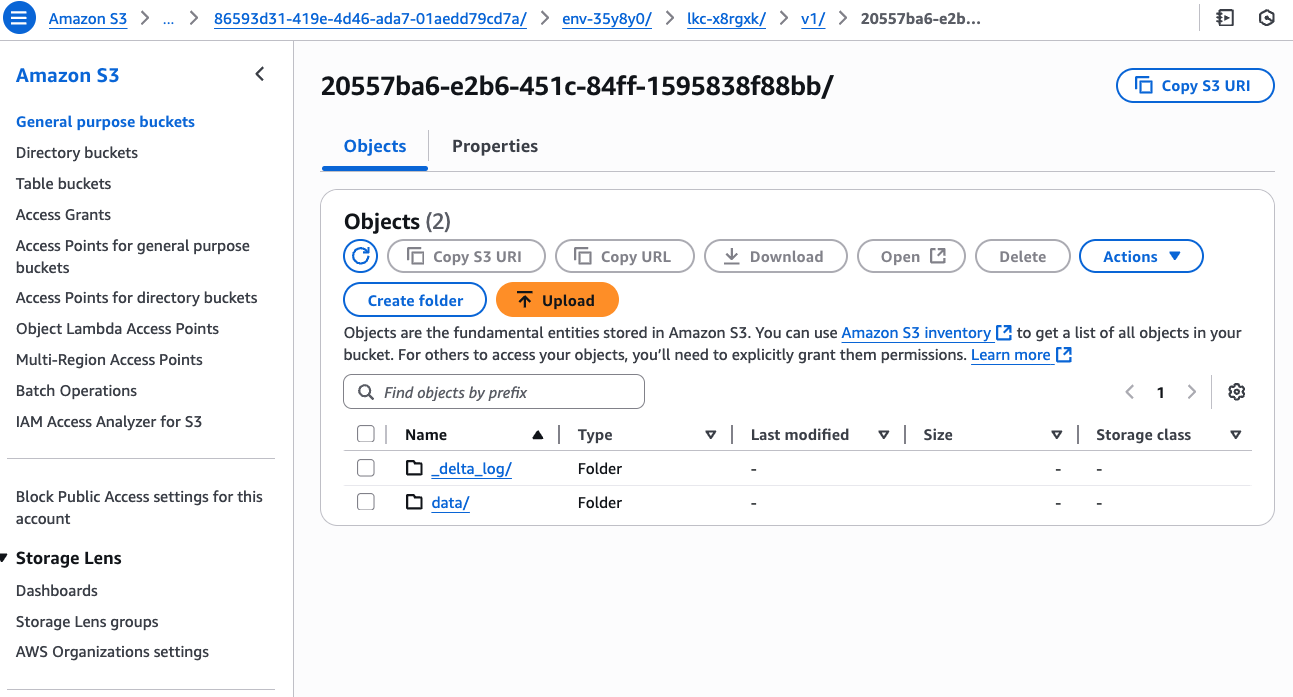 Amazon S3 > ... > 86593d31-419e-4d46-ada7-01aedd79cd7a/ > env-35y8y0/ > lkc-x8rgxk/ > v1/ > 20557ba6-e2b...
Amazon S3
General purpose buckets
Directory buckets
Table buckets
Access Grants
Access Points for general purpose
buckets
Access Points for directory buckets
Object Lambda Access Points
Multi-Region Access Points
Batch Operations
IAM Access Analyzer for S3
Block Public Access settings for this
account
Storage Lens
Dashboards
Storage Lens groups
AWS Organizations settings
20557ba6-e2b6-451c-84ff-1595838f88bb/
Copy S3 URI
Objects Properties
Objects (2)
Copy S3 URI Copy URL Download Open Delete Actions
Create folder Upload
Objects are the fundamental entities stored in Amazon S3. You can use Amazon S3 inventory to get a list of all objects in your
bucket. For others to access your objects, you'll need to explicitly grant them permissions. Learn more
Find objects by prefix
1
Name Type Last modified Size Storage class
_delta_log/ Folder - - -
data/ Folder - - -